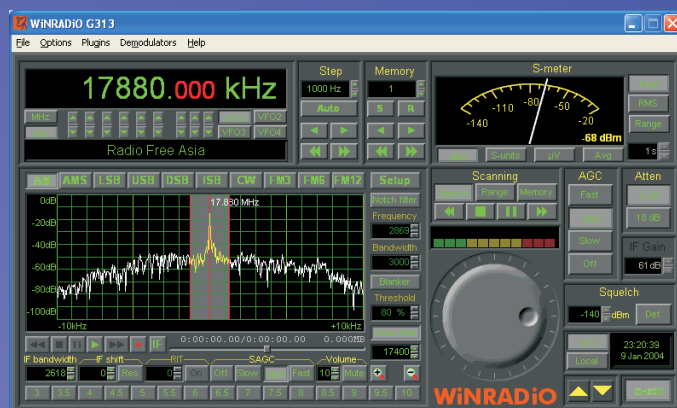 WiNRADiO G313
File Options Plugins Demodulators Help
17880.000 kHz
MHz
VFO2
VFO3 VFO4
Radio Free Asia
Step
1000 Hz
Auto
Memory
1
S R
S-meter
-140 -110 -80 -50 -20
-68 dBm
S-units µV Avg
RMS
Range
1 s
AMS LSB USB DSB ISB CW FM3 FM6 FM12
0dB
-20dB
-40dB
-60dB
-80dB
-100dB
17.880 MHz
-10kHz +10kHz
Setup
Notch filter
Frequency
2869
Bandwidth
3000
Blanker
Threshold
80 %
17400
IF 0:00:00.00/0:00:00.00 0.000MB
IF bandwidth IF shift RIT SAGC Volume
2618 0 Res 0 On Off Slow Fast 10 Mute
3 3.5 4 4.5 5 5.5 6 6.5 7 7.5 8 8.5 9 9.5 10
Scanning
Range Memory
WiNRADiO
AGC
Fast
Slow
Off
Atten
18 dB
IF Gain
61 dB
Squelch
-140 dBm Def
Local
23:20:39
9 Jan 2004